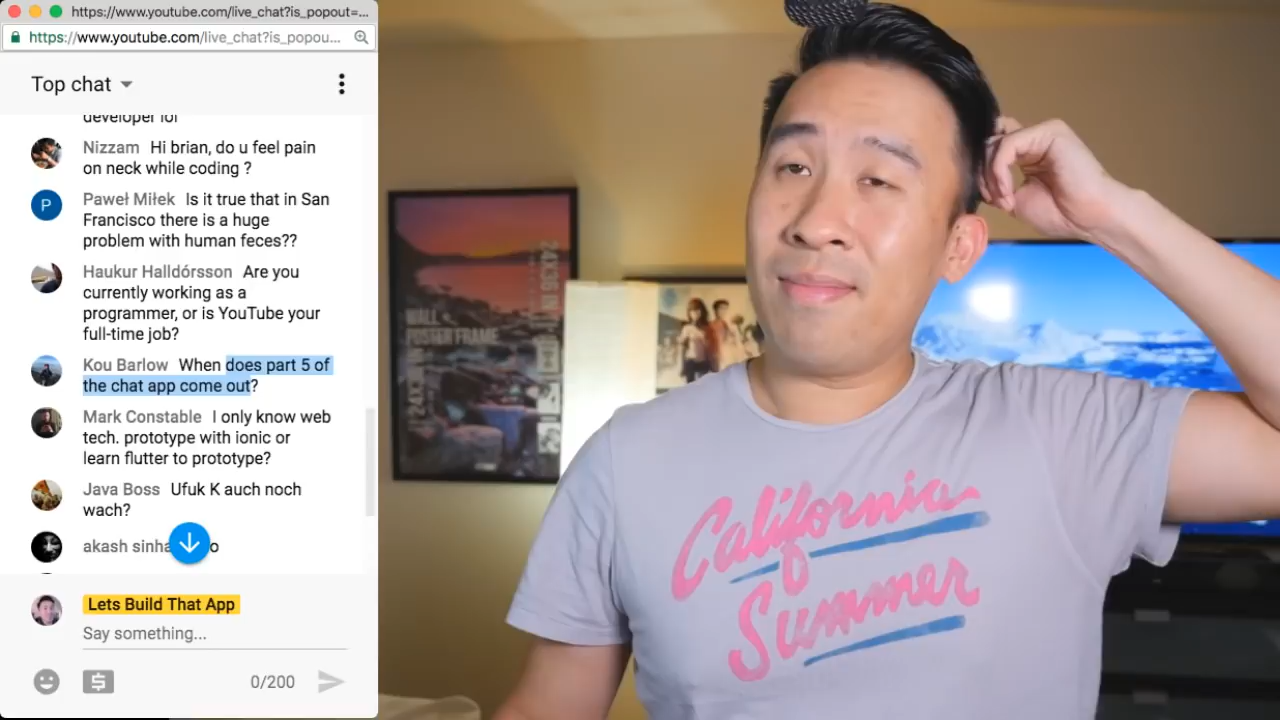 https://www.youtube.com/live_chat?is_popout=...
https://www.youtube.com/live_chat?is_popou...
Top chat
developer lol
Nizzam Hi brian, do u feel pain
on neck while coding ?
P
Paweł Miłek Is it true that in San
Francisco there is a huge
problem with human feces??
Haukur Halldórsson Are you
currently working as a
programmer, or is YouTube your
full-time job?
Kou Barlow When does part 5 of
the chat app come out?
Mark Constable I only know web
tech. prototype with ionic or
learn flutter to prototype?
Java Boss Ufuk K auch noch
wach?
akash sinha
Lets Build That App
Say something...
$
0/200
24X36 IN
WALL
POSTER FRAME
24X
California
Summer